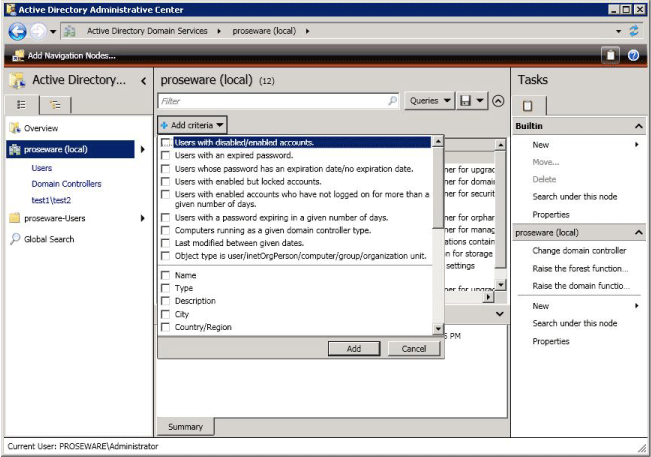 Active Directory Administrative Center
Active Directory Domain Services
proseware (local)
Add Navigation Nodes...
Active Directory...
Overview
proseware (local)
Users
Domain Controllers
test1\test2
proseware-Users
Global Search
proseware (local) (12)
Filter
Queries
Add criteria
Users with disabled/enabled accounts.
Users with an expired password.
Users whose password has an expiration date/no expiration date.
Users with enabled but locked accounts.
Users with enabled accounts who have not logged on for more than a
given number of days.
Users with a password expiring in a given number of days.
Computers running as a given domain controller type.
Last modified between given dates.
Object type is user/inetOrgPerson/computer/group/organization unit.
Name
Type
Description
City
Country/Region
Add
Cancel
ner for upgrad
ner for domai
ner for securit
ner for orphar
ner for manag
ations contain
n for storage
settings
PM
Summary
Tasks
Builtin
New
Move...
Delete
Search under this node
Properties
proseware (local)
Change domain controller
Raise the forest function...
Raise the domain functio...
New
Search under this node
Properties
Current User: PROSEWARE\Administrator